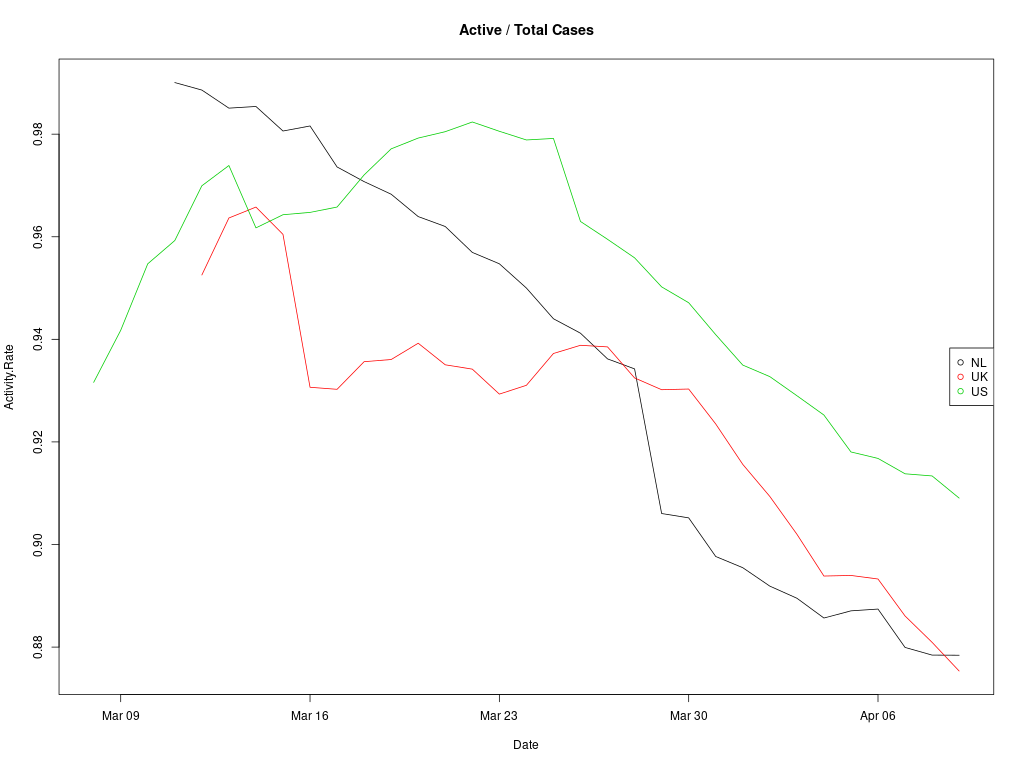 Active / Total Cases
Activity.Rate
0.98
0.96
0.94
0.92
0.90
0.88
NL
UK
US
Mar 09
Mar 16
Mar 23
Mar 30
Apr 06
Date